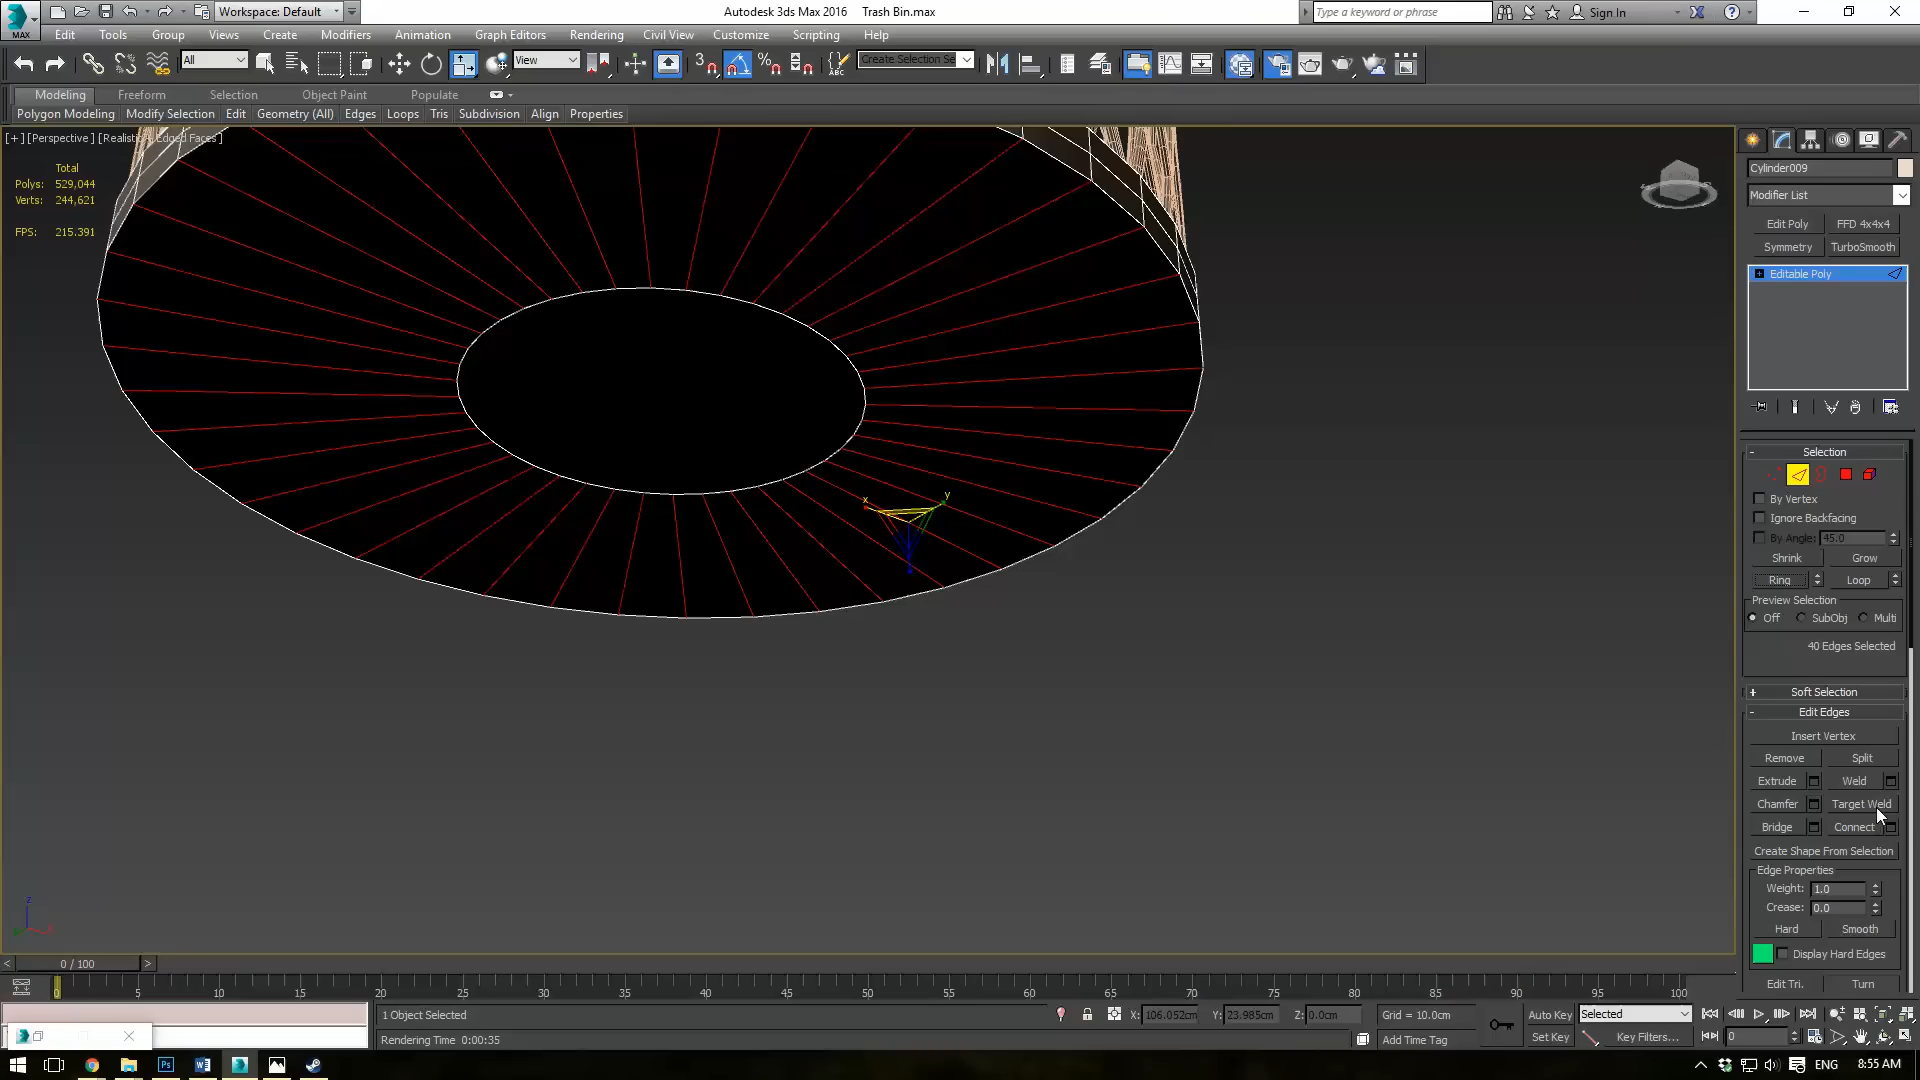 Workspace: Default
Autodesk 3ds Max 2016 Trash Bin.max
Type a keyword or phrase
Sign In
MAX
Edit Tools Group Views Create Modifiers Animation Graph Editors Rendering Civil View Customize Scripting Help
All
View
3
ABC
Create Selection Se
Modeling Freeform Selection Object Paint Populate
Polygon Modeling Modify Selection Edit Geometry (All) Edges Loops Tris Subdivision Align Properties
[+] [Perspective] [Realistic + Edged Faces]
Total
Polys: 529,044
Verts: 244,621
FPS: 215.391
x
y
z
Cylinder009
Modifier List
Edit Poly FFD 4x4x4
Symmetry TurboSmooth
Editable Poly
Selection
By Vertex
Ignore Backfacing
By Angle: 45.0
Shrink Grow
Ring Loop
Preview Selection
Off SubObj Multi
40 Edges Selected
Soft Selection
Edit Edges
Insert Vertex
Remove Split
Extrude Weld
Chamfer Target Weld
Bridge Connect
Create Shape From Selection
Edge Properties
Weight: 1.0
Crease: 0.0
Hard Smooth
Display Hard Edges
Edit Tri. Turn
0 / 100
0 5 10 15 20 25 30 35 40 45 50 55 60 65 70 75 80 85 90 95 100
1 Object Selected
X: 106.052cm Y: 23.985cm Z: 0.0cm
Grid = 10.0cm
Auto Key Selected
Rendering Time 0:00:35
Add Time Tag
Set Key Key Filters...
0
ENG 8:55 AM